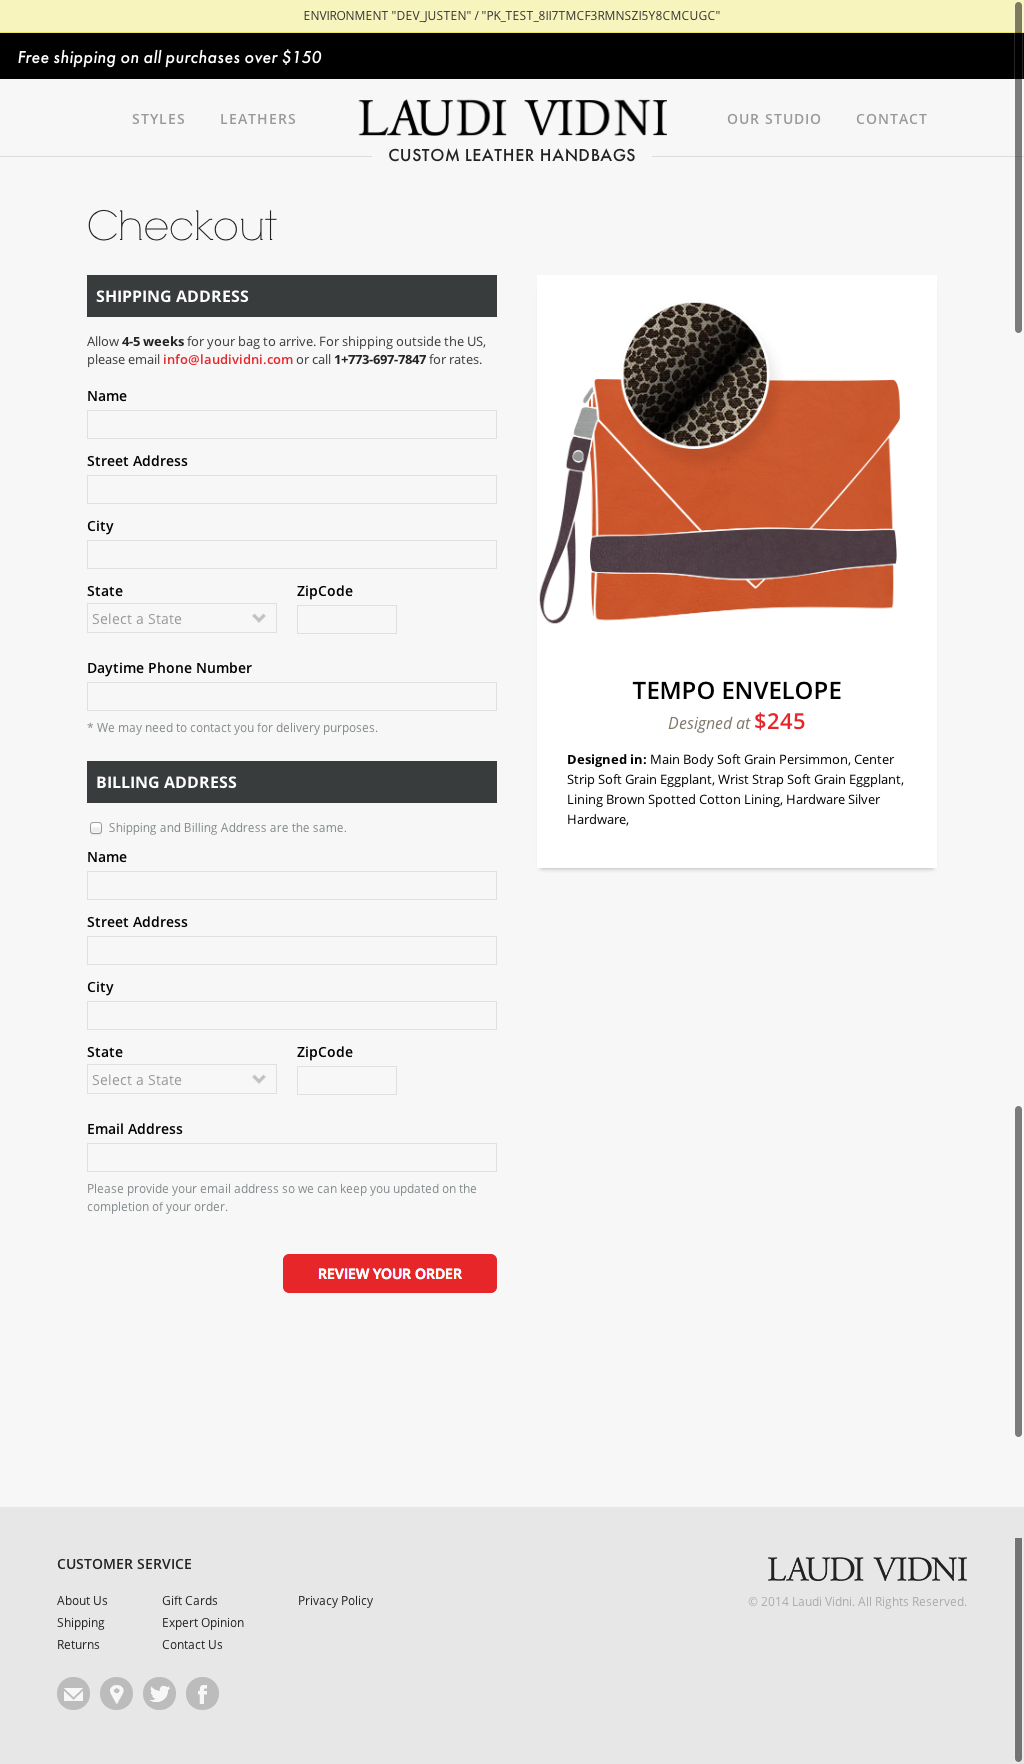 ENVIRONMENT "DEV_JUSTEN" / "PK_TEST_8II7TMCF3RMNSZI5Y8CMCUGC"
Free shipping on all purchases over $150
STYLES LEATHERS LAUDI VIDNI OUR STUDIO CONTACT
CUSTOM LEATHER HANDBAGS
Checkout
SHIPPING ADDRESS
Allow 4-5 weeks for your bag to arrive. For shipping outside the US,
please email info@laudividni.com or call 1+773-697-7847 for rates.
Name
Street Address
City
State ZipCode
Select a State
Daytime Phone Number
* We may need to contact you for delivery purposes.
BILLING ADDRESS
Shipping and Billing Address are the same.
Name
Street Address
City
State ZipCode
Select a State
Email Address
Please provide your email address so we can keep you updated on the
completion of your order.
REVIEW YOUR ORDER
TEMPO ENVELOPE
Designed at $245
Designed in: Main Body Soft Grain Persimmon, Center
Strip Soft Grain Eggplant, Wrist Strap Soft Grain Eggplant,
Lining Brown Spotted Cotton Lining, Hardware Silver
Hardware,
CUSTOMER SERVICE
About Us Gift Cards Privacy Policy
Shipping Expert Opinion
Returns Contact Us
LAUDI VIDNI
© 2014 Laudi Vidni. All Rights Reserved.